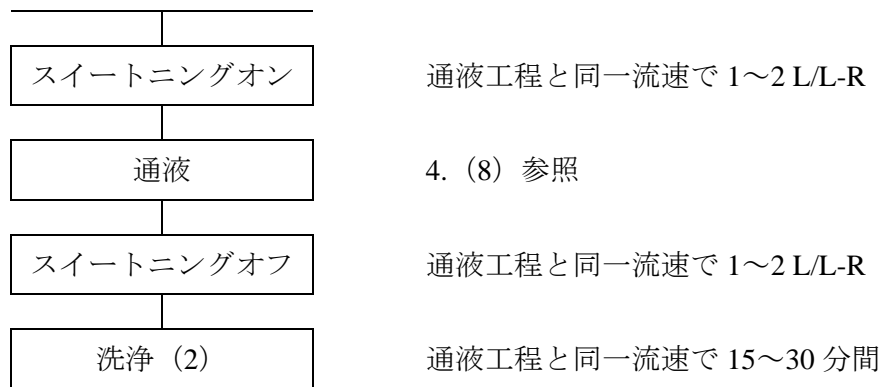 スイートニングオン 通液工程と同一流速で 1～2 L/L-R
通液 4.（8）参照
スイートニングオフ 通液工程と同一流速で 1～2 L/L-R
洗浄（2） 通液工程と同一流速で 15～30 分間